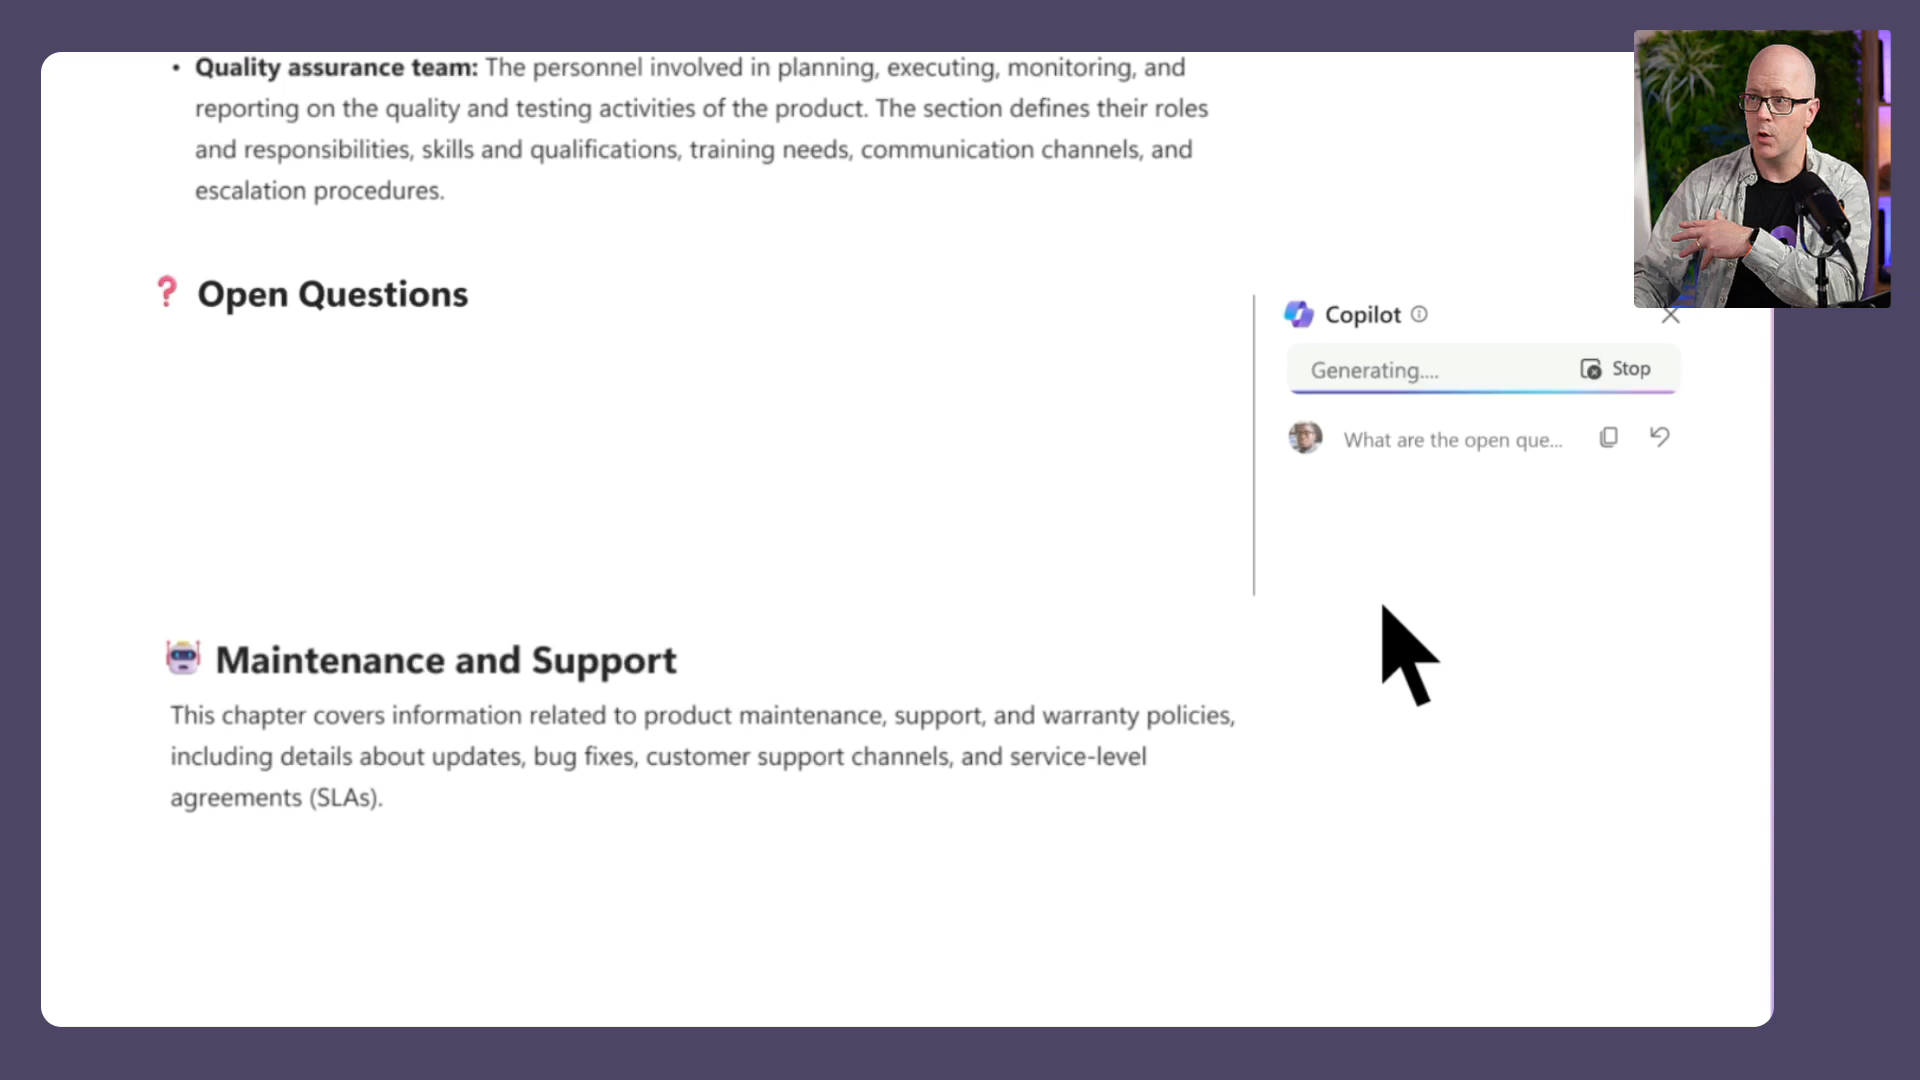 • Quality assurance team: The personnel involved in planning, executing, monitoring, and
reporting on the quality and testing activities of the product. The section defines their roles
and responsibilities, skills and qualifications, training needs, communication channels, and
escalation procedures.
❓ Open Questions
Copilot
Generating....
Stop
What are the open que...
🤖 Maintenance and Support
This chapter covers information related to product maintenance, support, and warranty policies,
including details about updates, bug fixes, customer support channels, and service-level
agreements (SLAs).